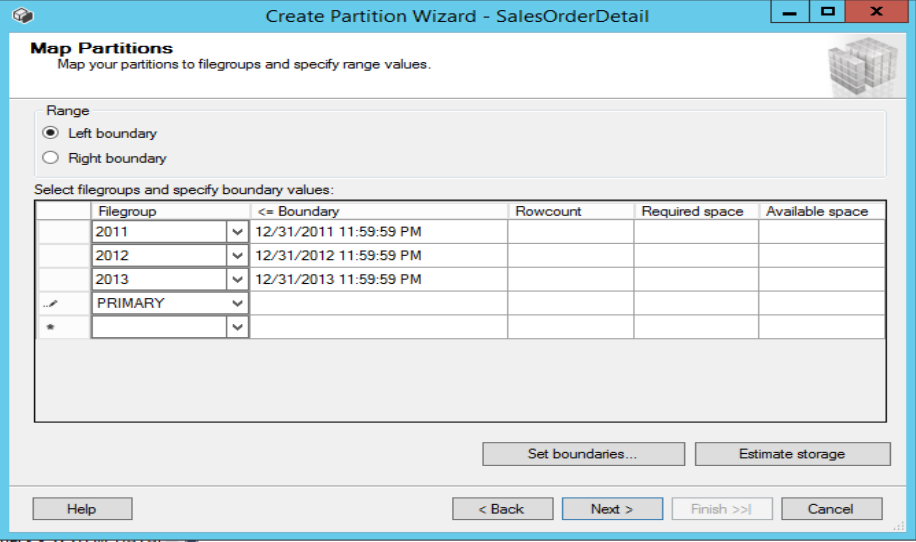 Create Partition Wizard - SalesOrderDetail
Map Partitions
Map your partitions to filegroups and specify range values.
Range
Left boundary
Right boundary
Select filegroups and specify boundary values:
Filegroup <= Boundary Rowcount Required space Available space
2011 12/31/2011 11:59:59 PM
2012 12/31/2012 11:59:59 PM
2013 12/31/2013 11:59:59 PM
PRIMARY
*
Set boundaries... Estimate storage
Help < Back Next > Finish >>| Cancel